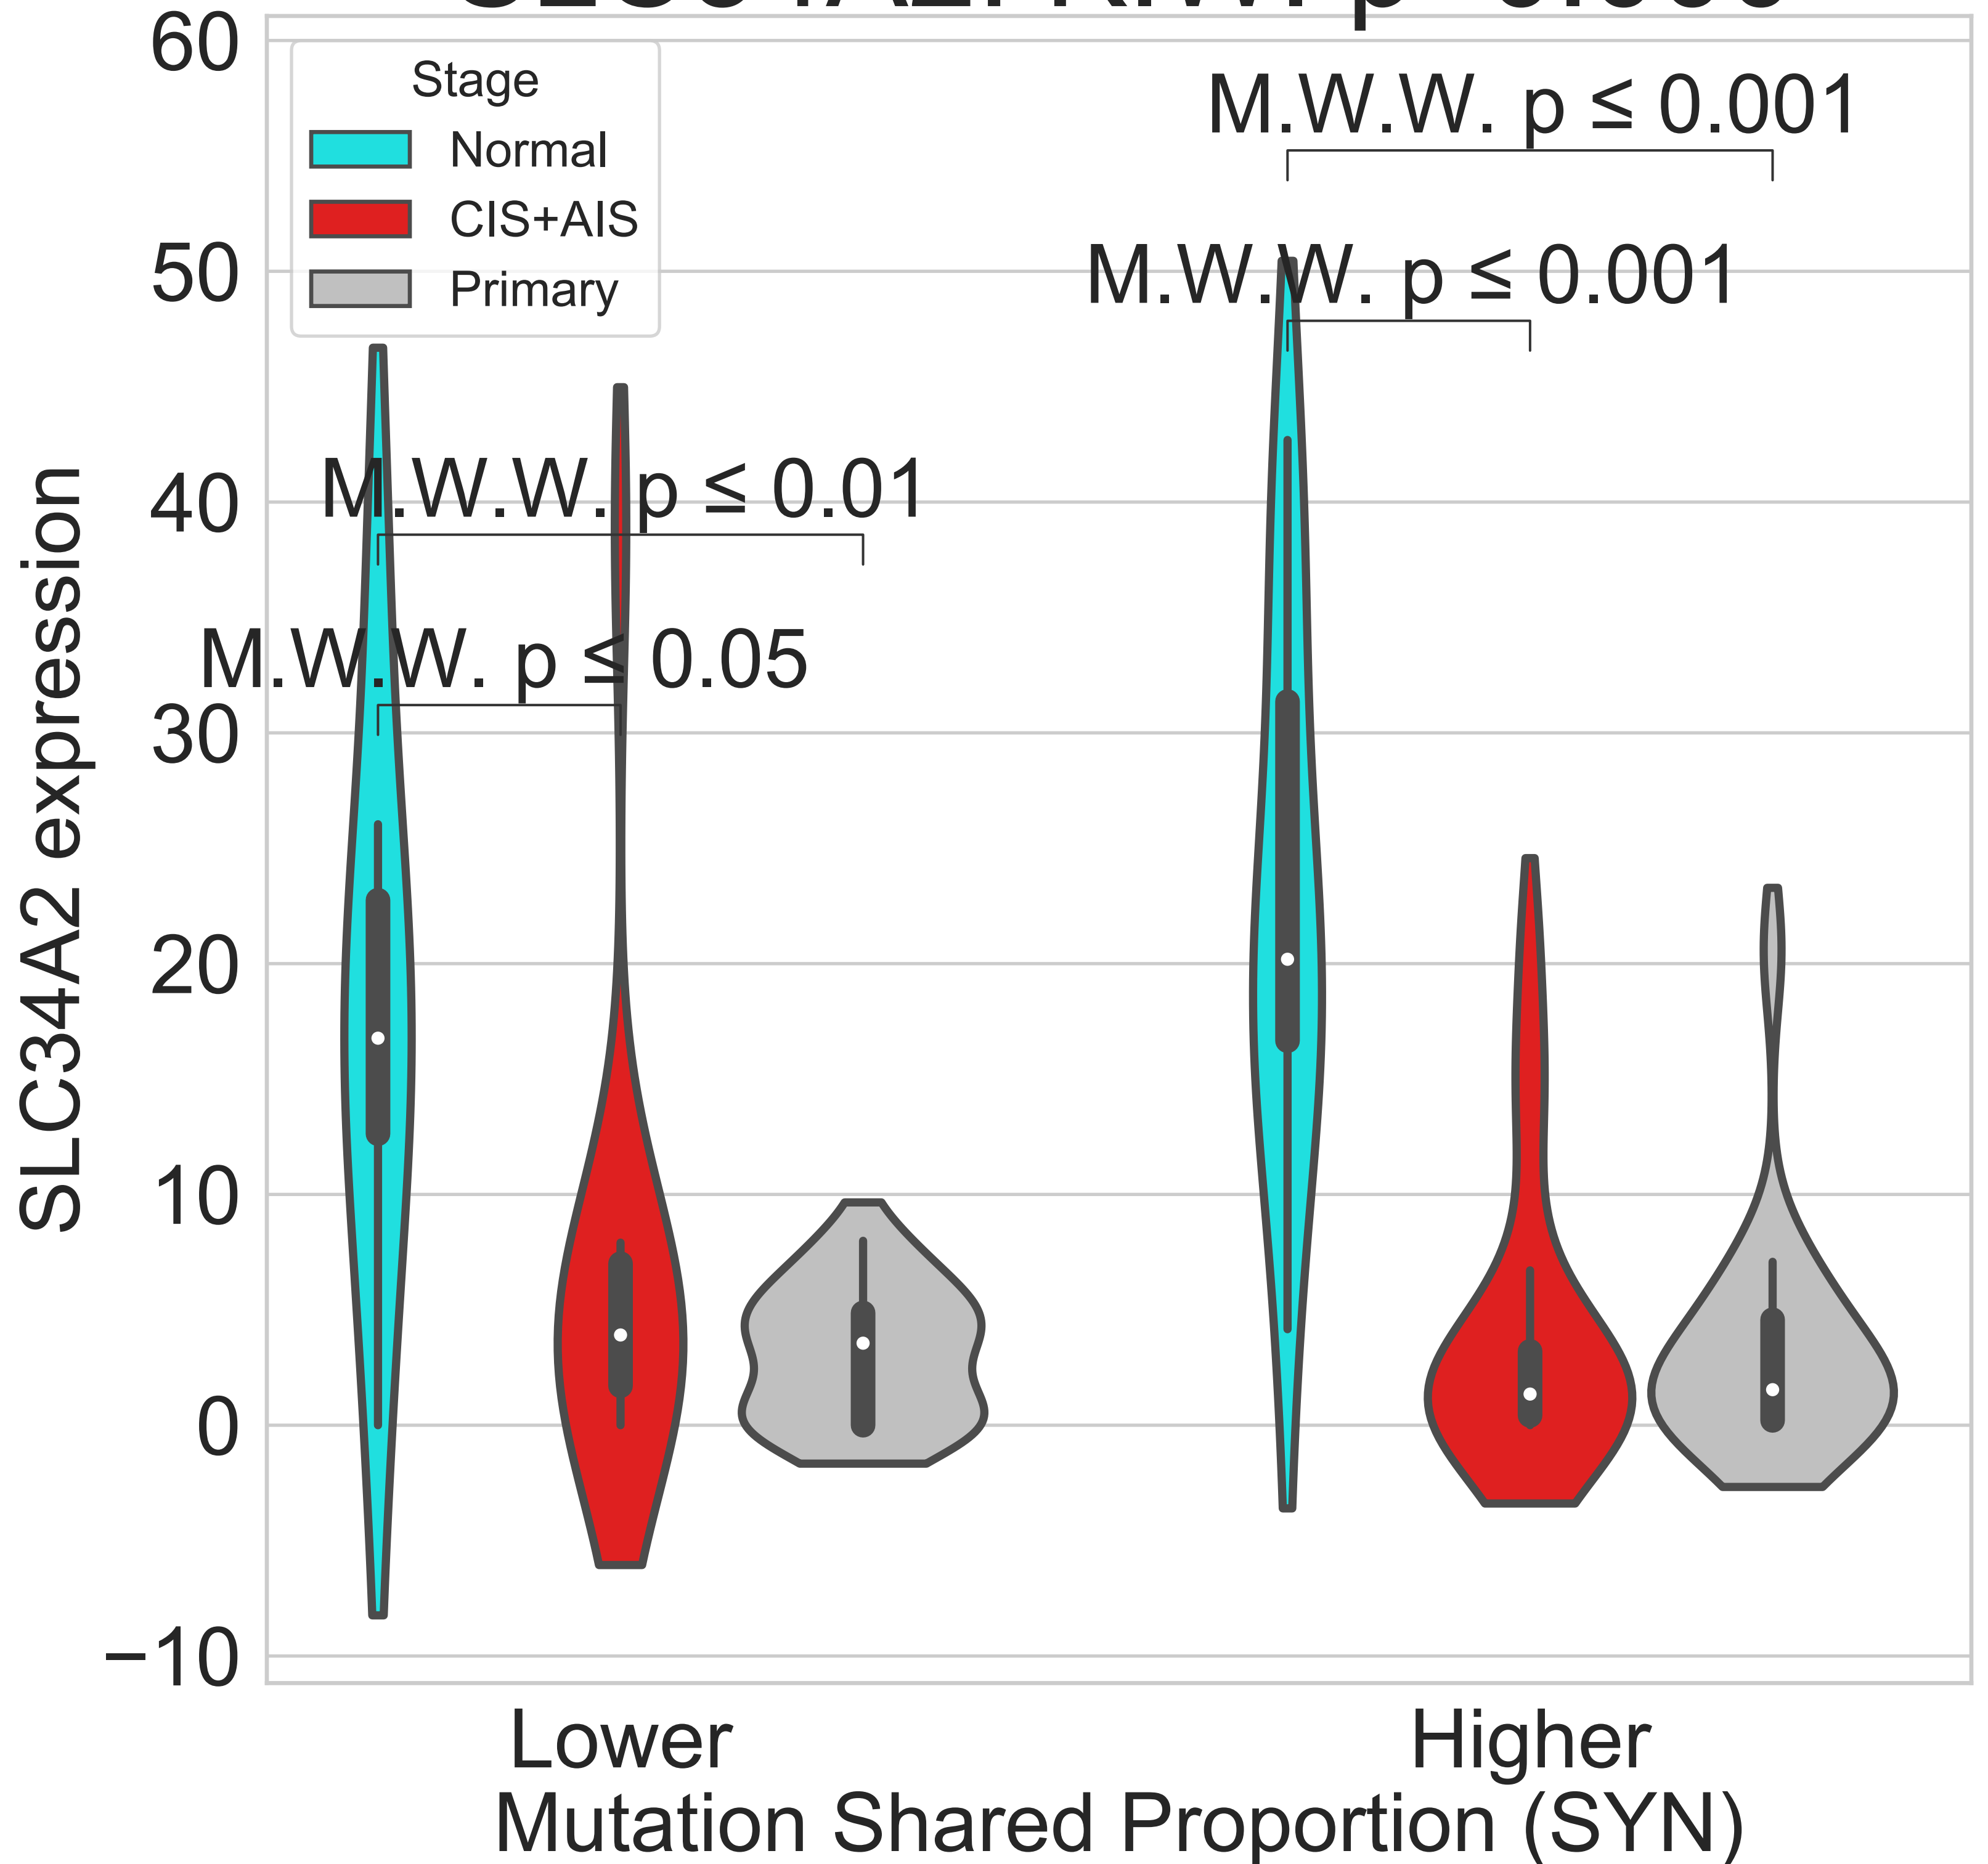 60
50
40
30
20
10
0
−10
SLC34A2 expression
Stage
Normal
CIS+AIS
Primary
M.W.W. p ≤ 0.001
M.W.W. p ≤ 0.001
M.W.W. p ≤ 0.01
M.W.W. p ≤ 0.05
Lower
Higher
Mutation Shared Proportion (SYN)